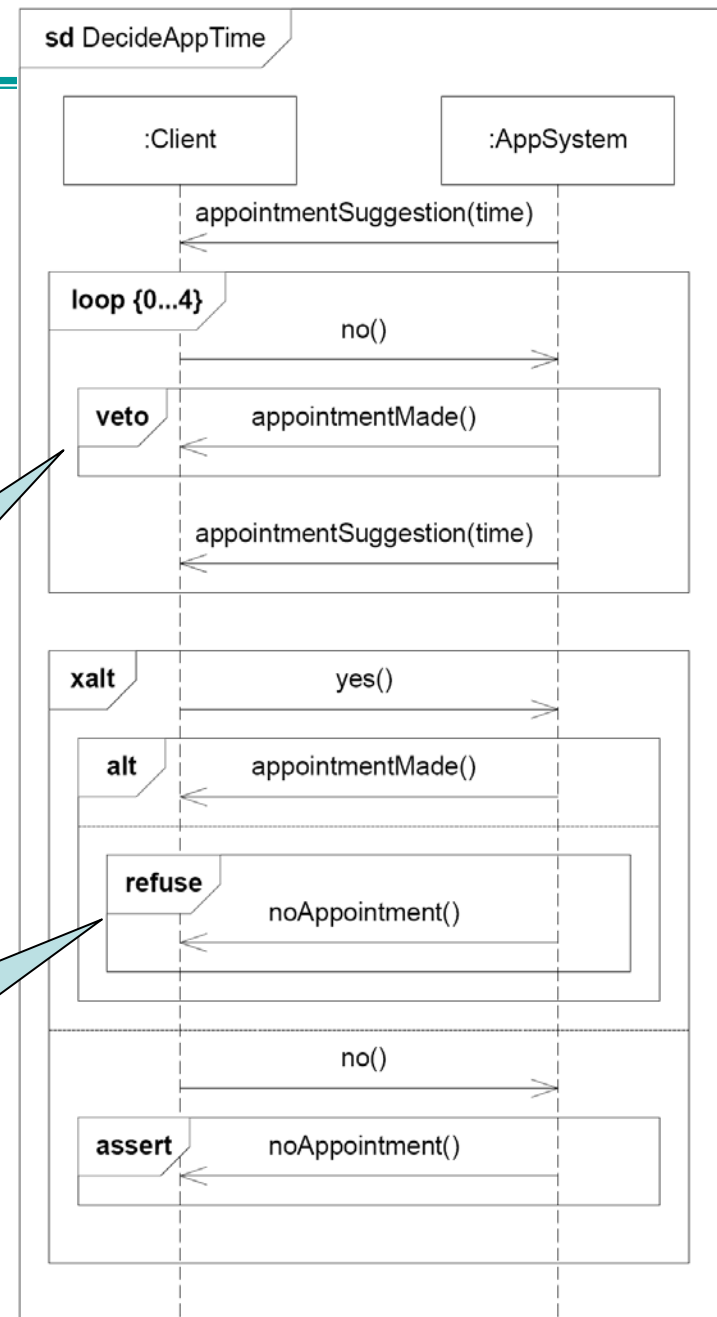 sd DecideAppTime
:Client
:AppSystem
appointmentSuggestion(time)
loop {0...4}
no()
veto
appointmentMade()
appointmentSuggestion(time)
xalt
yes()
alt
appointmentMade()
refuse
noAppointment()
no()
assert
noAppointment()